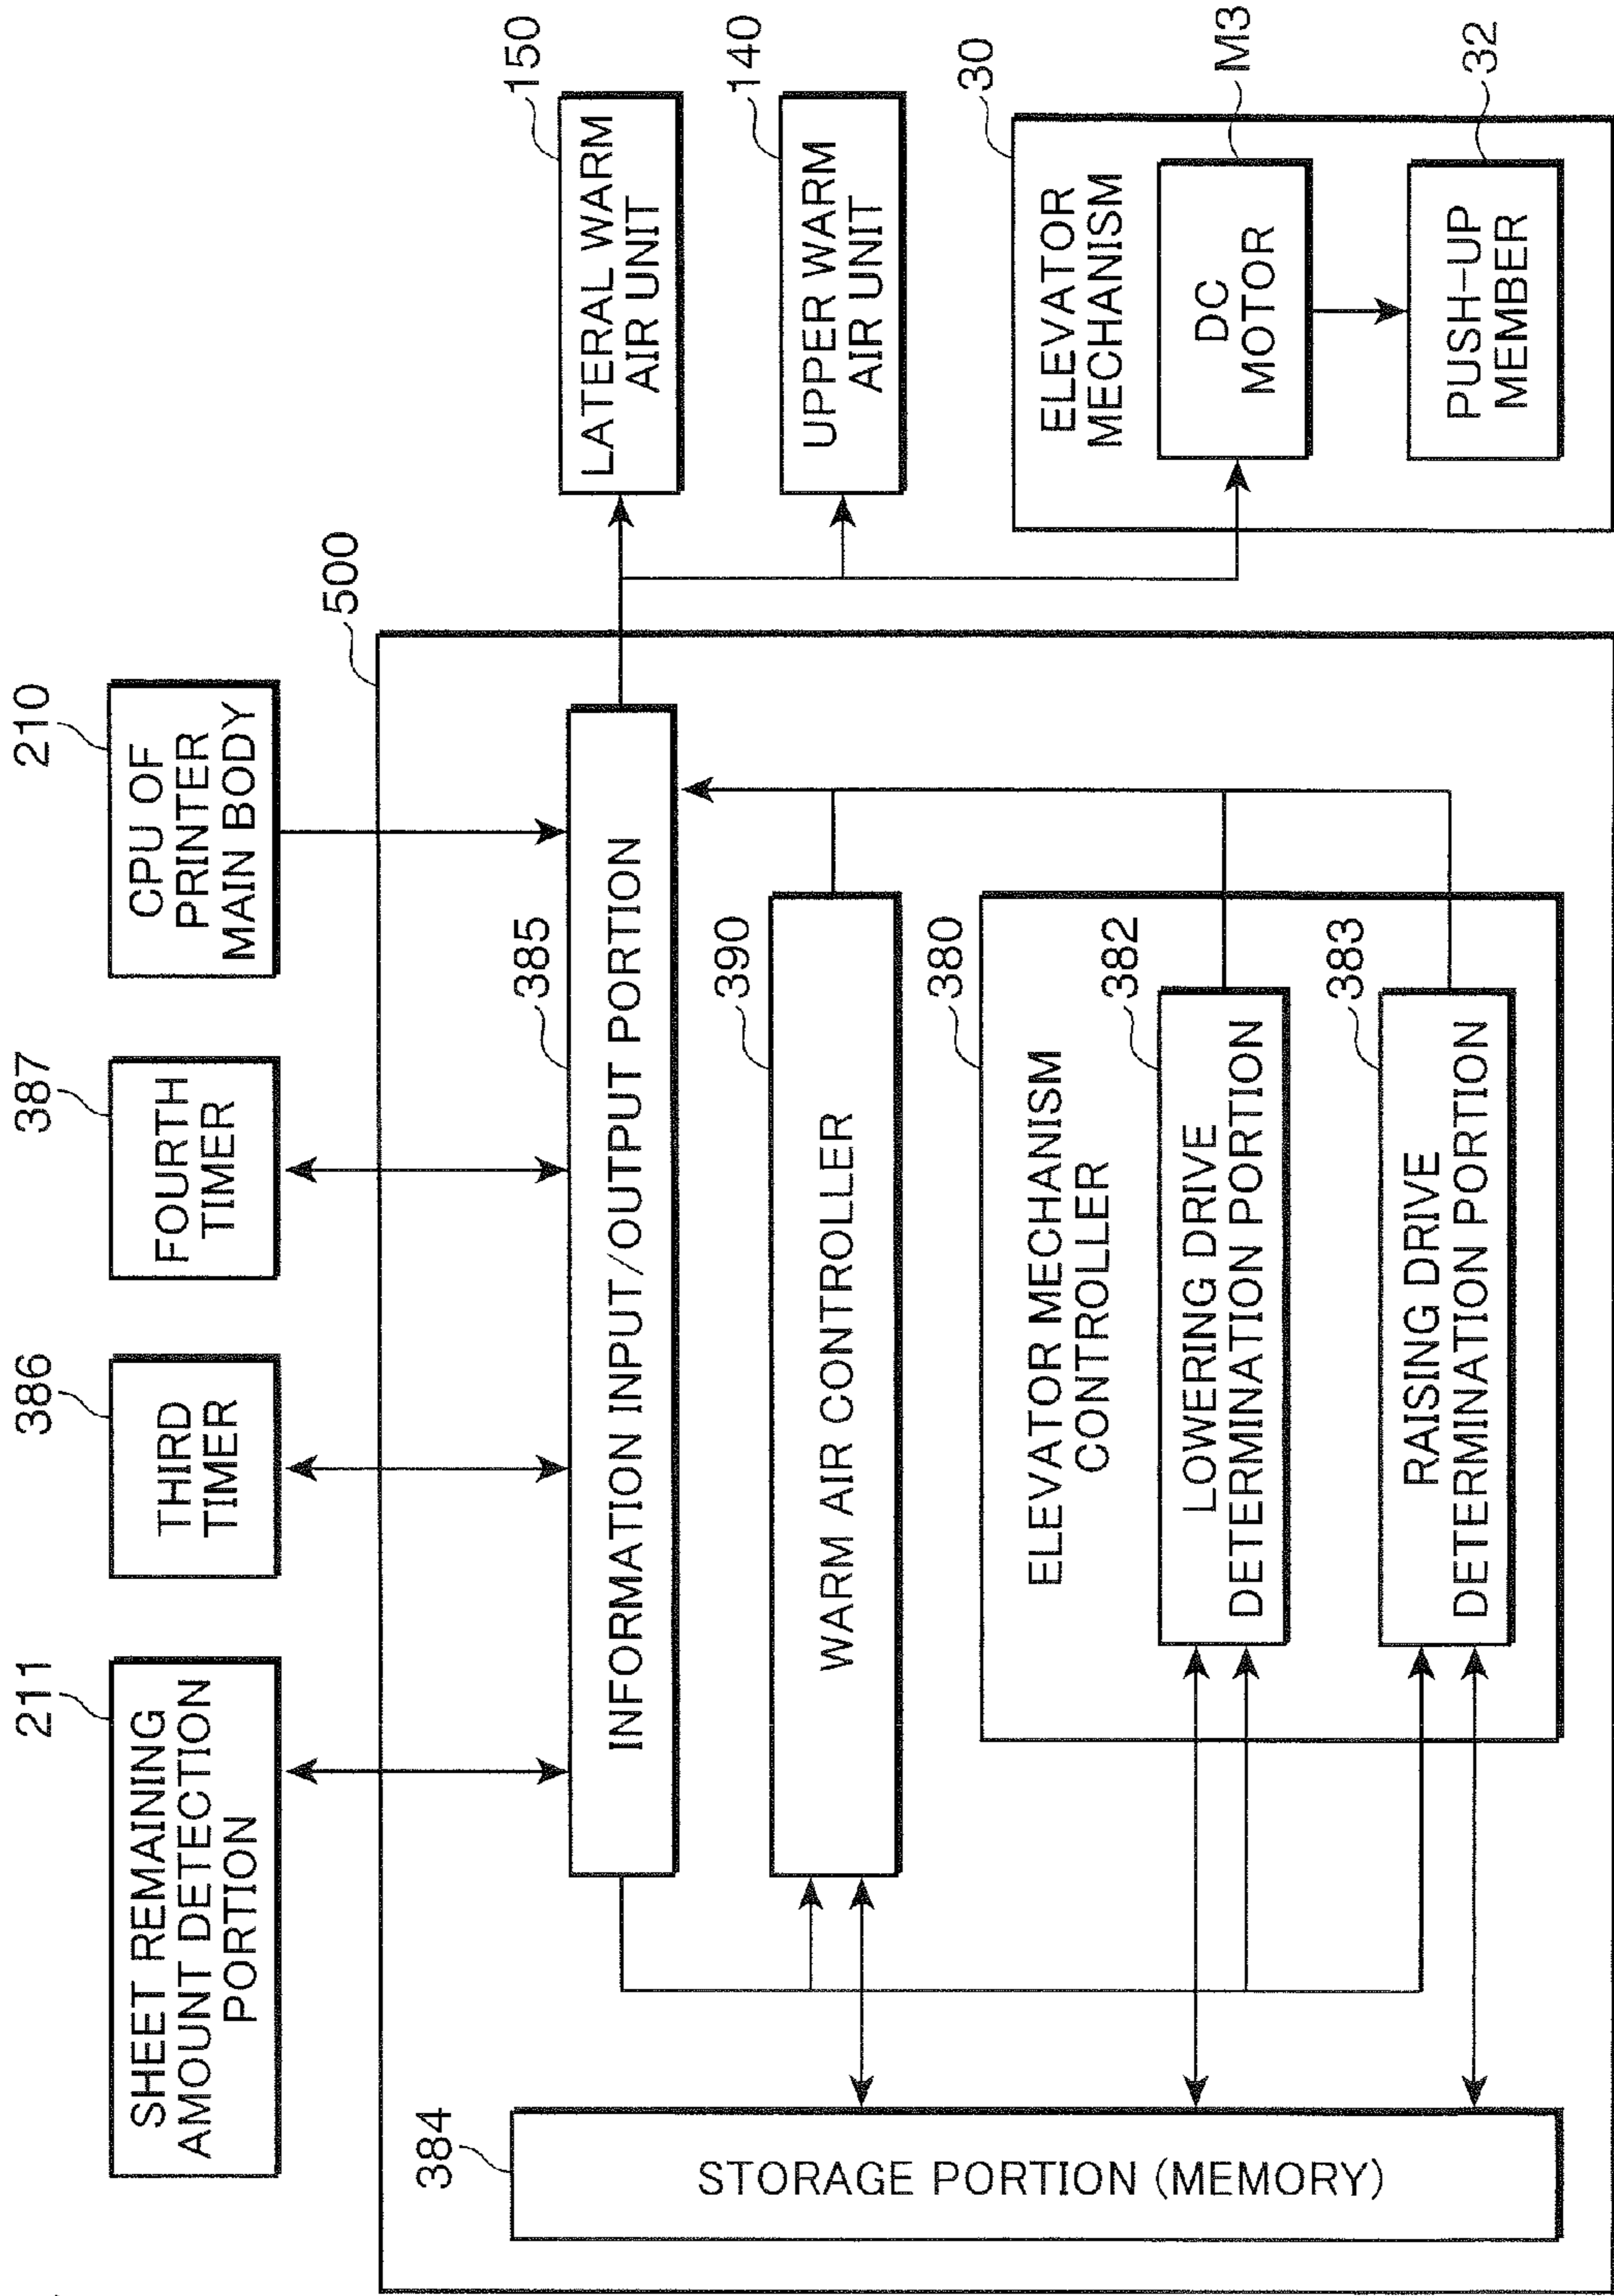 211
SHEET REMAINING
AMOUNT DETECTION
PORTION
386
THIRD
TIMER
387
FOURTH
TIMER
210
CPU OF
PRINTER
MAIN BODY
500
384
STORAGE PORTION (MEMORY)
385
INFORMATION INPUT/OUTPUT PORTION
390
WARM AIR CONTROLLER
380
ELEVATOR MECHANISM
CONTROLLER
382
LOWERING DRIVE
DETERMINATION PORTION
383
RAISING DRIVE
DETERMINATION PORTION
150
LATERAL WARM
AIR UNIT
140
UPPER WARM
AIR UNIT
30
ELEVATOR
MECHANISM
M3
DC
MOTOR
32
PUSH-UP
MEMBER